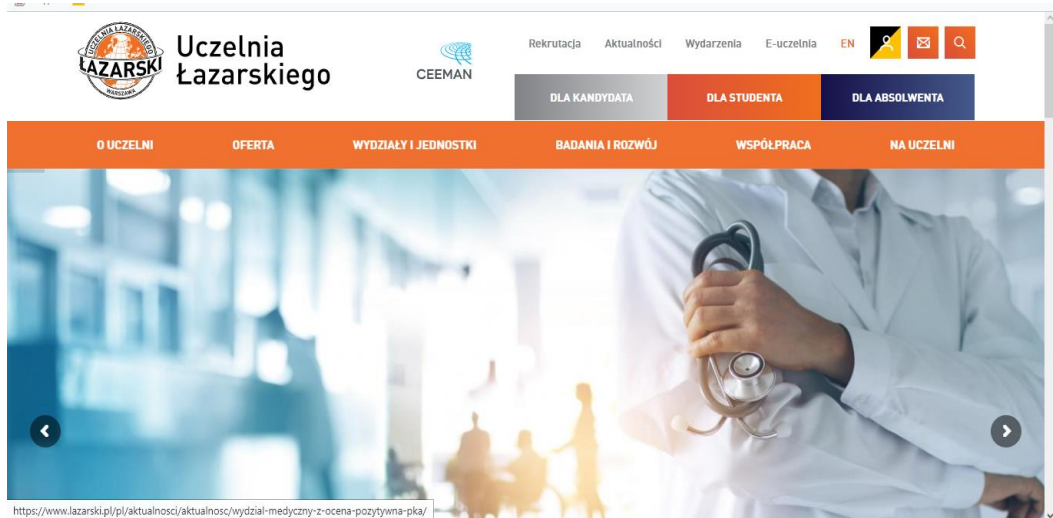 UCZELNIA ŁAZARSKIEGO
ŁAZARSKI
WARSZAWA
Uczelnia
Łazarskiego
CEEMAN
Rekrutacja Aktualności Wydarzenia E-uczelnia EN
DLA KANDYDATA DLA STUDENTA DLA ABSOLWENTA
O UCZELNI OFERTA WYDZIAŁY I JEDNOSTKI BADANIA I ROZWÓJ WSPÓŁPRACA NA UCZELNI
https://www.lazarski.pl/pl/aktualnosci/aktualnosc/wydzial-medyczny-z-ocena-pozytywna-pka/